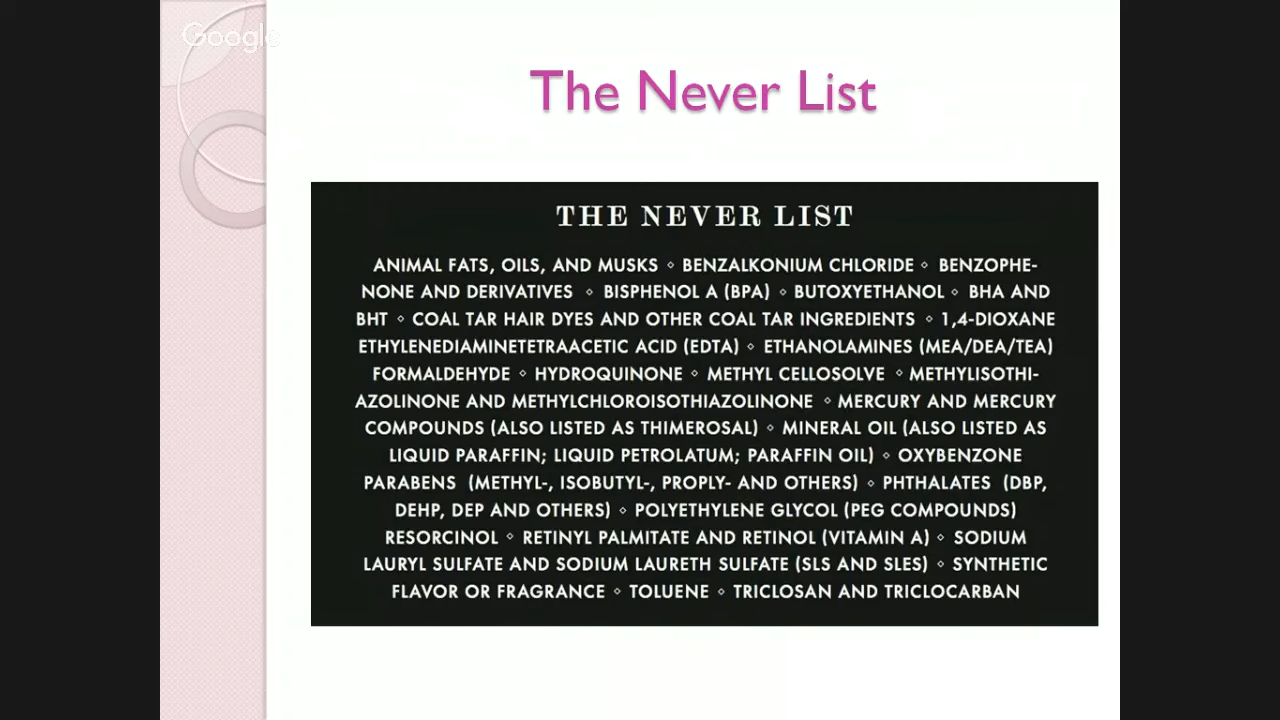 Google
The Never List
THE NEVER LIST
ANIMAL FATS, OILS, AND MUSKS ⋄ BENZALKONIUM CHLORIDE ⋄ BENZOPHE-
NONE AND DERIVATIVES ⋄ BISPHENOL A (BPA) ⋄ BUTOXYETHANOL ⋄ BHA AND
BHT ⋄ COAL TAR HAIR DYES AND OTHER COAL TAR INGREDIENTS ⋄ 1,4-DIOXANE
ETHYLENEDIAMINETETRAACETIC ACID (EDTA) ⋄ ETHANOLAMINES (MEA/DEA/TEA)
FORMALDEHYDE ⋄ HYDROQUINONE ⋄ METHYL CELLOSOLVE ⋄ METHYLISOTHI-
AZOLINONE AND METHYLCHLOROISOTHIAZOLINONE ⋄ MERCURY AND MERCURY
COMPOUNDS (ALSO LISTED AS THIMEROSAL) ⋄ MINERAL OIL (ALSO LISTED AS
LIQUID PARAFFIN; LIQUID PETROLATUM; PARAFFIN OIL) ⋄ OXYBENZONE
PARABENS (METHYL-, ISOBUTYL-, PROPLY- AND OTHERS) ⋄ PHTHALATES (DBP,
DEHP, DEP AND OTHERS) ⋄ POLYETHYLENE GLYCOL (PEG COMPOUNDS)
RESORCINOL ⋄ RETINYL PALMITATE AND RETINOL (VITAMIN A) ⋄ SODIUM
LAURYL SULFATE AND SODIUM LAURETH SULFATE (SLS AND SLES) ⋄ SYNTHETIC
FLAVOR OR FRAGRANCE ⋄ TOLUENE ⋄ TRICLOSAN AND TRICLOCARBAN